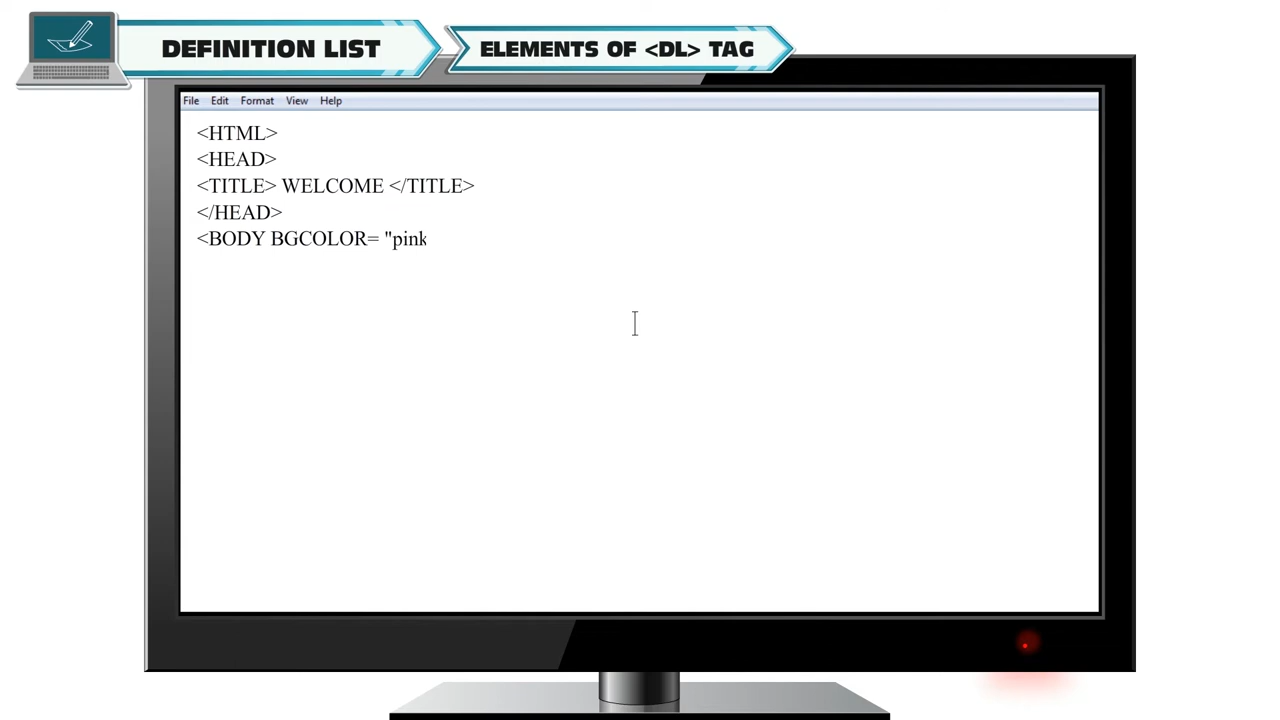 DEFINITION LIST
ELEMENTS OF <DL> TAG
File Edit Format View Help
<HTML>
<HEAD>
<TITLE> WELCOME </TITLE>
</HEAD>
<BODY BGCOLOR= "pink